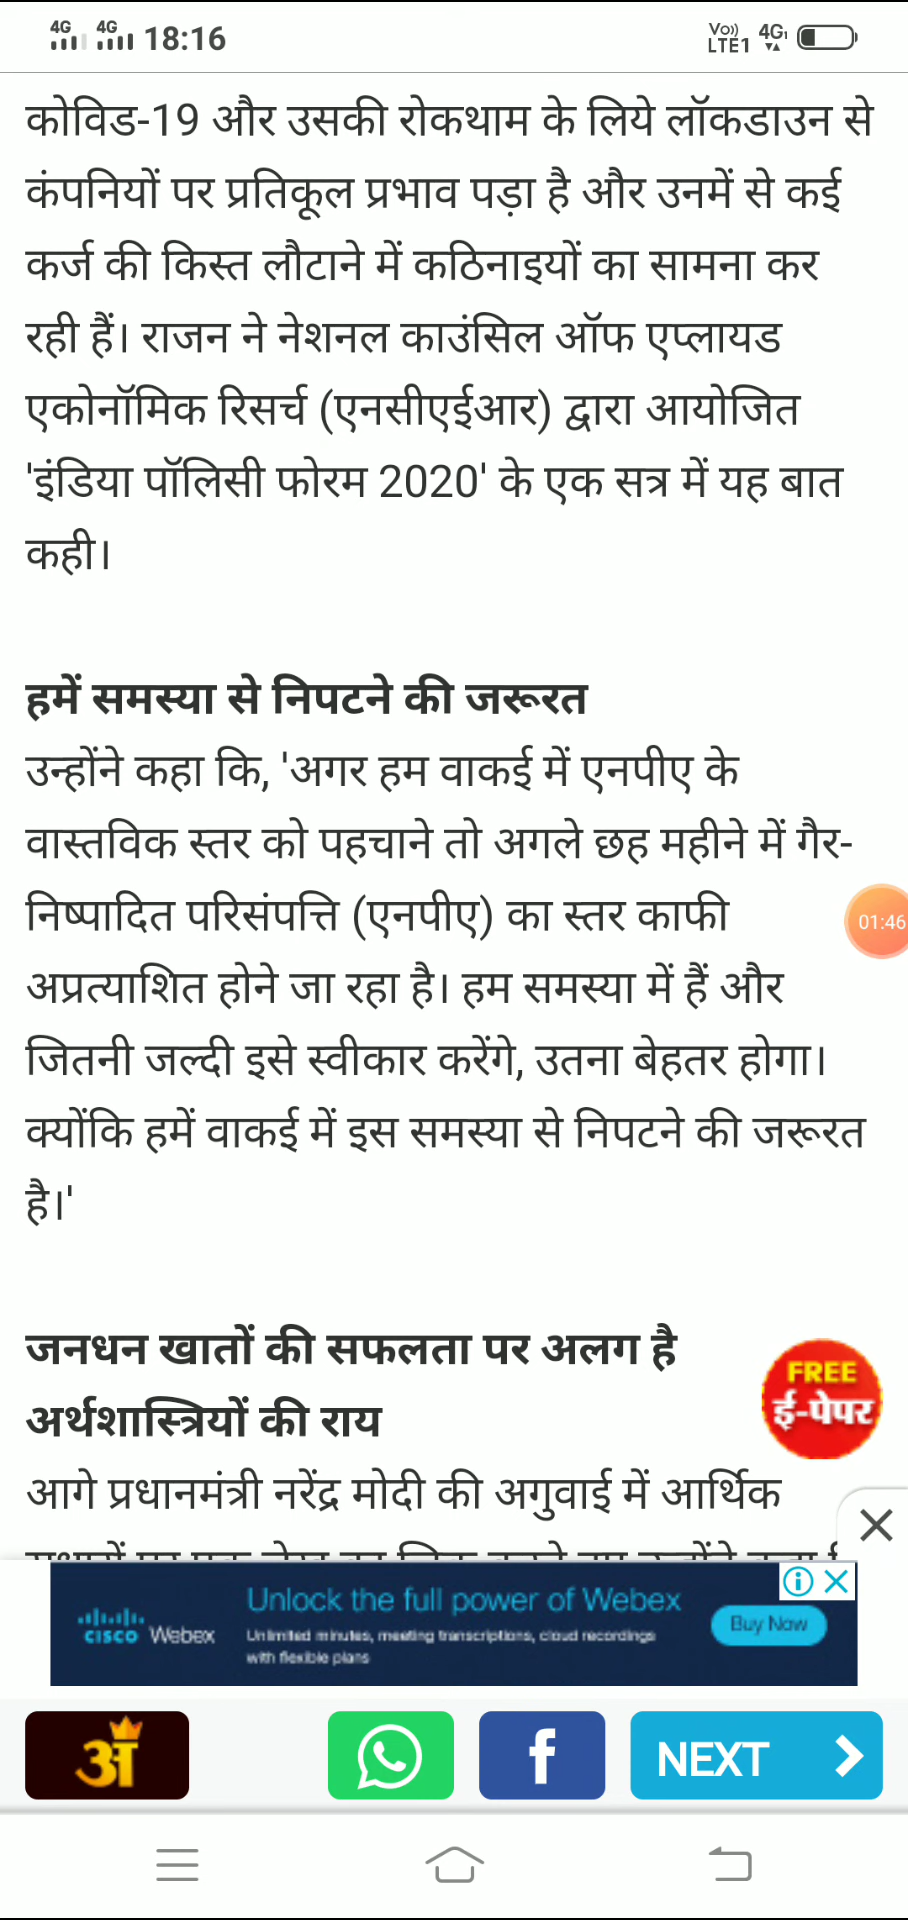 4G 4G 18:16 Vo)) LTE1 4G1
कोविड-19 और उसकी रोकथाम के लिये लॉकडाउन से
कंपनियों पर प्रतिकूल प्रभाव पड़ा है और उनमें से कई
कर्ज की किस्त लौटाने में कठिनाइयों का सामना कर
रही हैं। राजन ने नेशनल काउंसिल ऑफ एप्लायड
एकोनॉमिक रिसर्च (एनसीएईआर) द्वारा आयोजित
'इंडिया पॉलिसी फोरम 2020' के एक सत्र में यह बात
कही।
हमें समस्या से निपटने की जरूरत
उन्होंने कहा कि, 'अगर हम वाकई में एनपीए के
वास्तविक स्तर को पहचाने तो अगले छह महीने में गैर-
निष्पादित परिसंपत्ति (एनपीए) का स्तर काफी
01:46
अप्रत्याशित होने जा रहा है। हम समस्या में हैं और
जितनी जल्दी इसे स्वीकार करेंगे, उतना बेहतर होगा।
क्योंकि हमें वाकई में इस समस्या से निपटने की जरूरत
है।'
जनधन खातों की सफलता पर अलग है
अर्थशास्त्रियों की राय
FREE
ई-पेपर
आगे प्रधानमंत्री नरेंद्र मोदी की अगुवाई में आर्थिक
Unlock the full power of Webex
cisco Webex
Unlimited minutes, meeting transcriptions, cloud recordings
with flexible plans
Buy Now
अ
f
NEXT